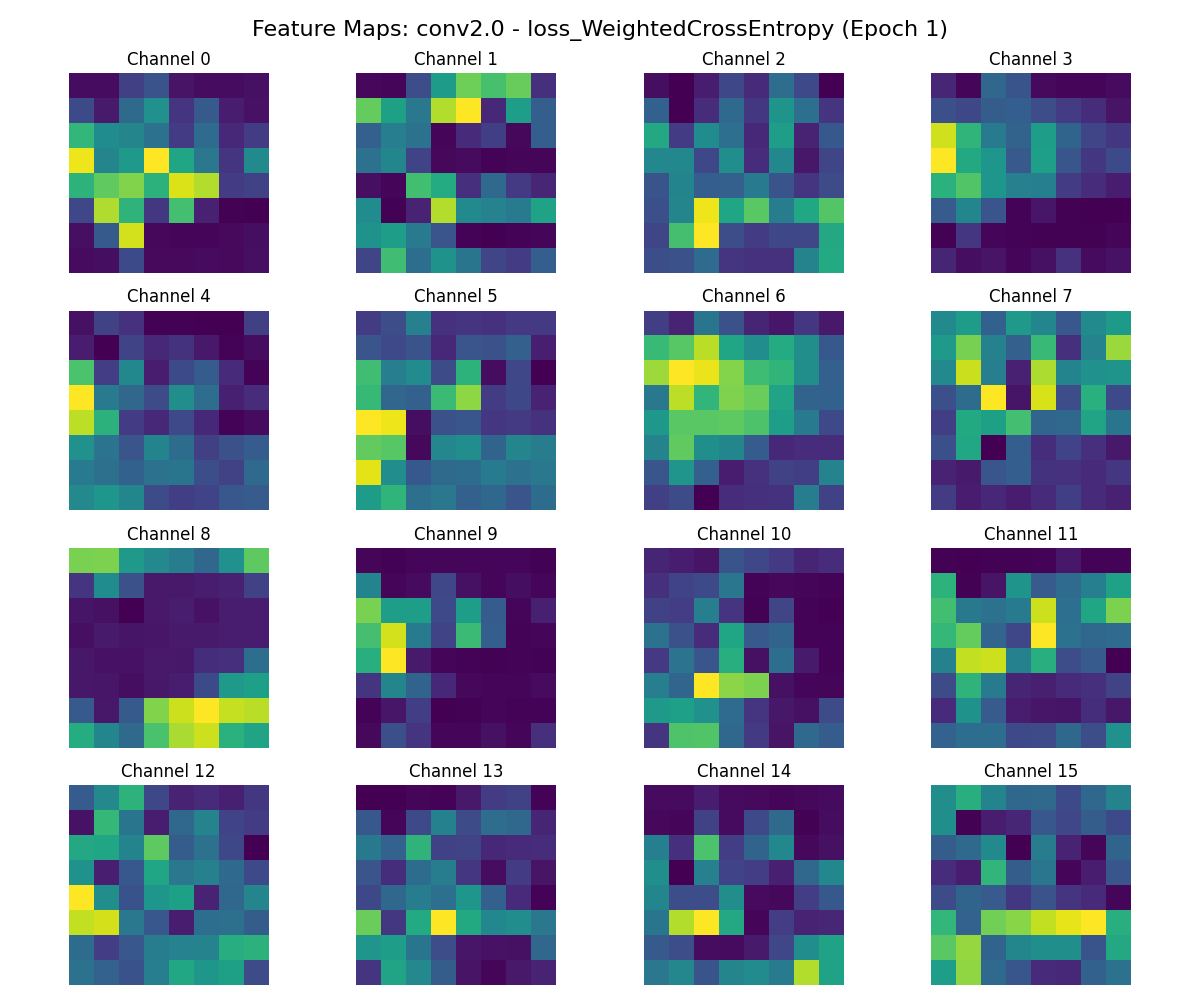 Feature Maps: conv2.0 - loss_WeightedCrossEntropy (Epoch 1)
Channel 0
Channel 1
Channel 2
Channel 3
Channel 4
Channel 5
Channel 6
Channel 7
Channel 8
Channel 9
Channel 10
Channel 11
Channel 12
Channel 13
Channel 14
Channel 15